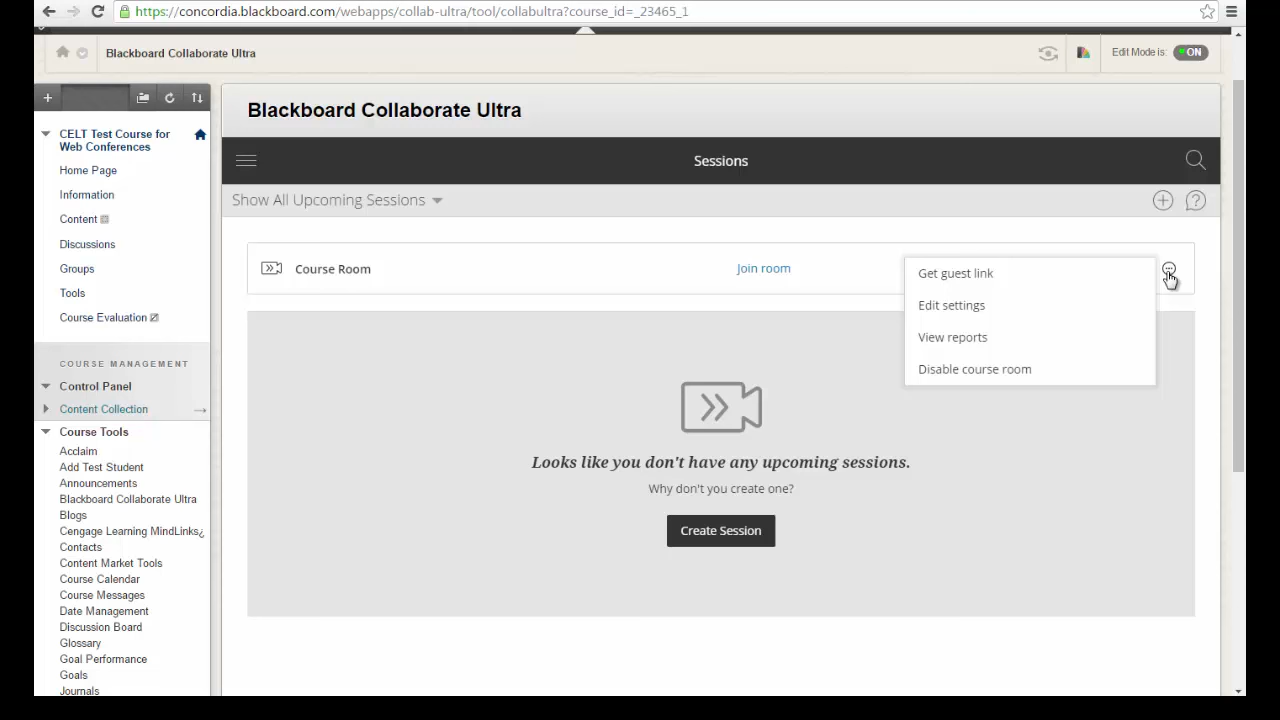 https://concordia.blackboard.com/webapps/collab-ultra/tool/collabultra?course_id=_23465_1
Blackboard Collaborate Ultra
Edit Mode is: ON
CELT Test Course for
Web Conferences
Home Page
Information
Content
Discussions
Groups
Tools
Course Evaluation
COURSE MANAGEMENT
Control Panel
Content Collection
Course Tools
Acclaim
Add Test Student
Announcements
Blackboard Collaborate Ultra
Blogs
Cengage Learning MindLinks¿
Contacts
Content Market Tools
Course Calendar
Course Messages
Date Management
Discussion Board
Glossary
Goal Performance
Goals
Journals
Blackboard Collaborate Ultra
Sessions
Show All Upcoming Sessions
Course Room
Join room
Get guest link
Edit settings
View reports
Disable course room
Looks like you don't have any upcoming sessions.
Why don't you create one?
Create Session